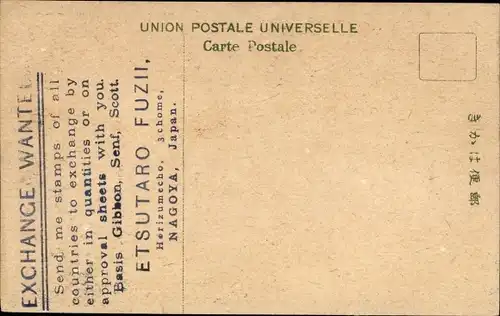 UNION POSTALE UNIVERSELLE
Carte Postale.
EXCHANGE WANTED
Send me stamps of all
countries to exchange by
either in quantities or on
approval sheets with you.
Basis Gibbon, Senf, Scott.
ETSUTARO FUZII,
Horizumecho, 3chome,
NAGOYA, Japan.
きかは便郵